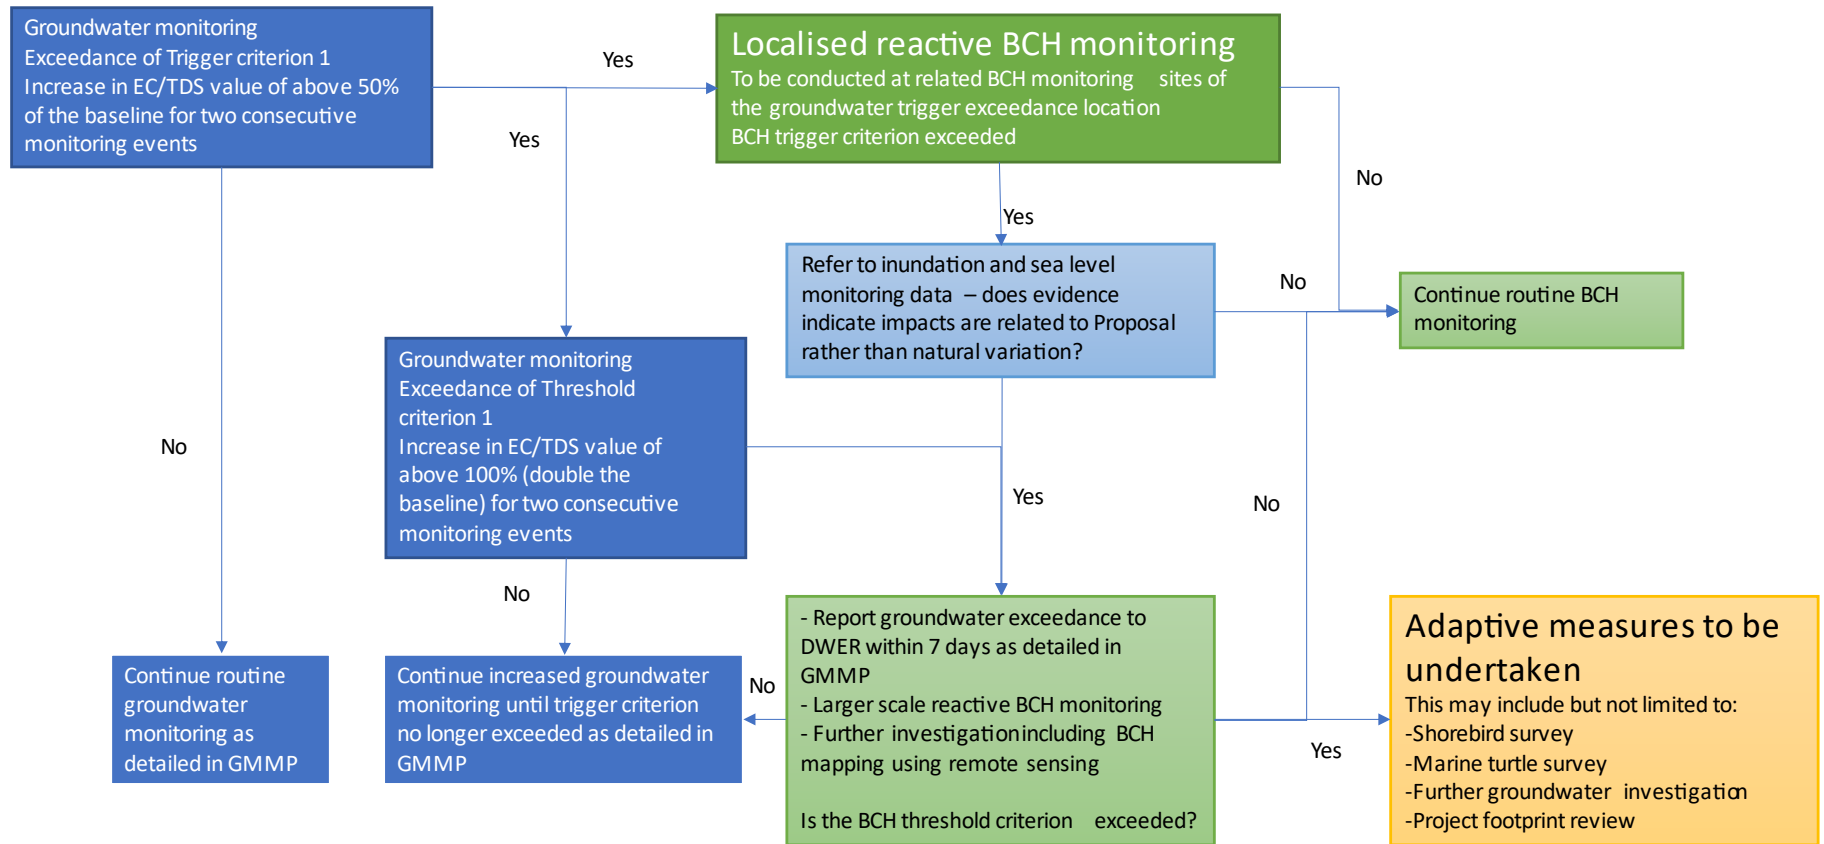 Groundwater monitoring
Exceedance of Trigger criterion 1
Increase in EC/TDS value of above 50%
of the baseline for two consecutive
monitoring events
Yes
Yes
Localised reactive BCH monitoring
To be conducted at related BCH monitoring sites of
the groundwater trigger exceedance location
BCH trigger criterion exceeded
No
Yes
Refer to inundation and sea level
monitoring data – does evidence
indicate impacts are related to Proposal
rather than natural variation?
No
Continue routine BCH
monitoring
Groundwater monitoring
Exceedance of Threshold
criterion 1
Increase in EC/TDS value of
above 100% (double the
baseline) for two consecutive
monitoring events
No
Yes
No
No
Continue routine
groundwater
monitoring as
detailed in GMMP
Continue increased groundwater
monitoring until trigger criterion
no longer exceeded as detailed in
GMMP
No
- Report groundwater exceedance to
DWER within 7 days as detailed in
GMMP
- Larger scale reactive BCH monitoring
- Further investigation including BCH
mapping using remote sensing
Is the BCH threshold criterion exceeded?
Yes
Adaptive measures to be
undertaken
This may include but not limited to:
-Shorebird survey
-Marine turtle survey
-Further groundwater investigation
-Project footprint review